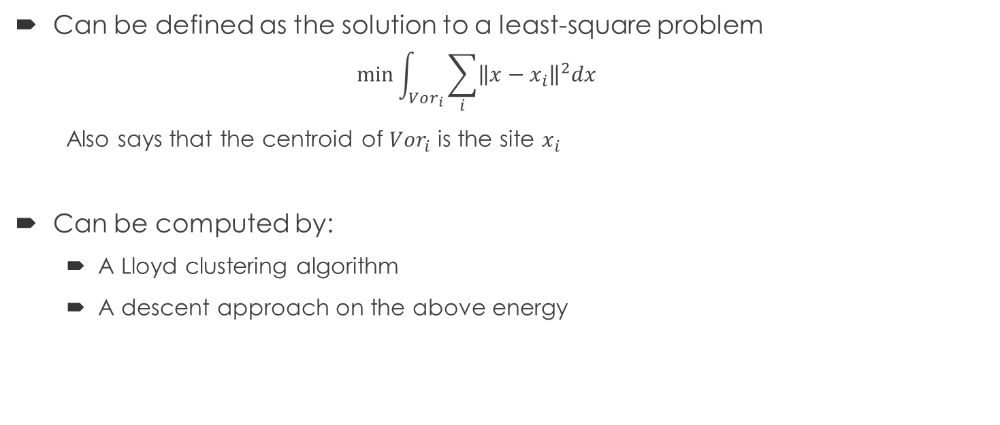 Can be defined as the solution to a least-square problem
min ∫_{Vor_i} ∑_i ‖x − x_i‖² dx
Also says that the centroid of Vor_i is the site x_i
Can be computed by:
A Lloyd clustering algorithm
A descent approach on the above energy